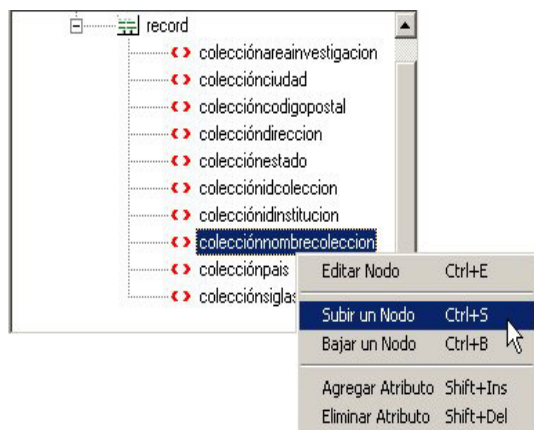 record
colecciónareainvestigacion
colecciónciudad
coleccióncodigopostal
coleccióndireccion
colecciónestado
colecciónidcoleccion
colecciónidinstitucion
colecciónnombrecoleccion
colecciónpais
colecciónsiglas
Editar Nodo Ctrl+E
Subir un Nodo Ctrl+S
Bajar un Nodo Ctrl+B
Agregar Atributo Shift+Ins
Eliminar Atributo Shift+Del